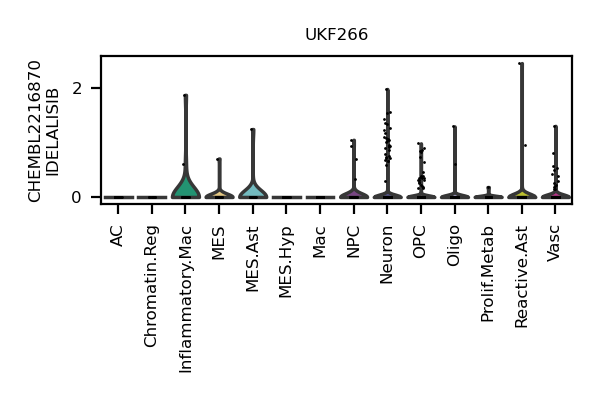 UKF266
CHEMBL2216870
IDELALISIB
2
0
AC
Chromatin.Reg
Inflammatory.Mac
MES
MES.Ast
MES.Hyp
Mac
NPC
Neuron
OPC
Oligo
Prolif.Metab
Reactive.Ast
Vasc